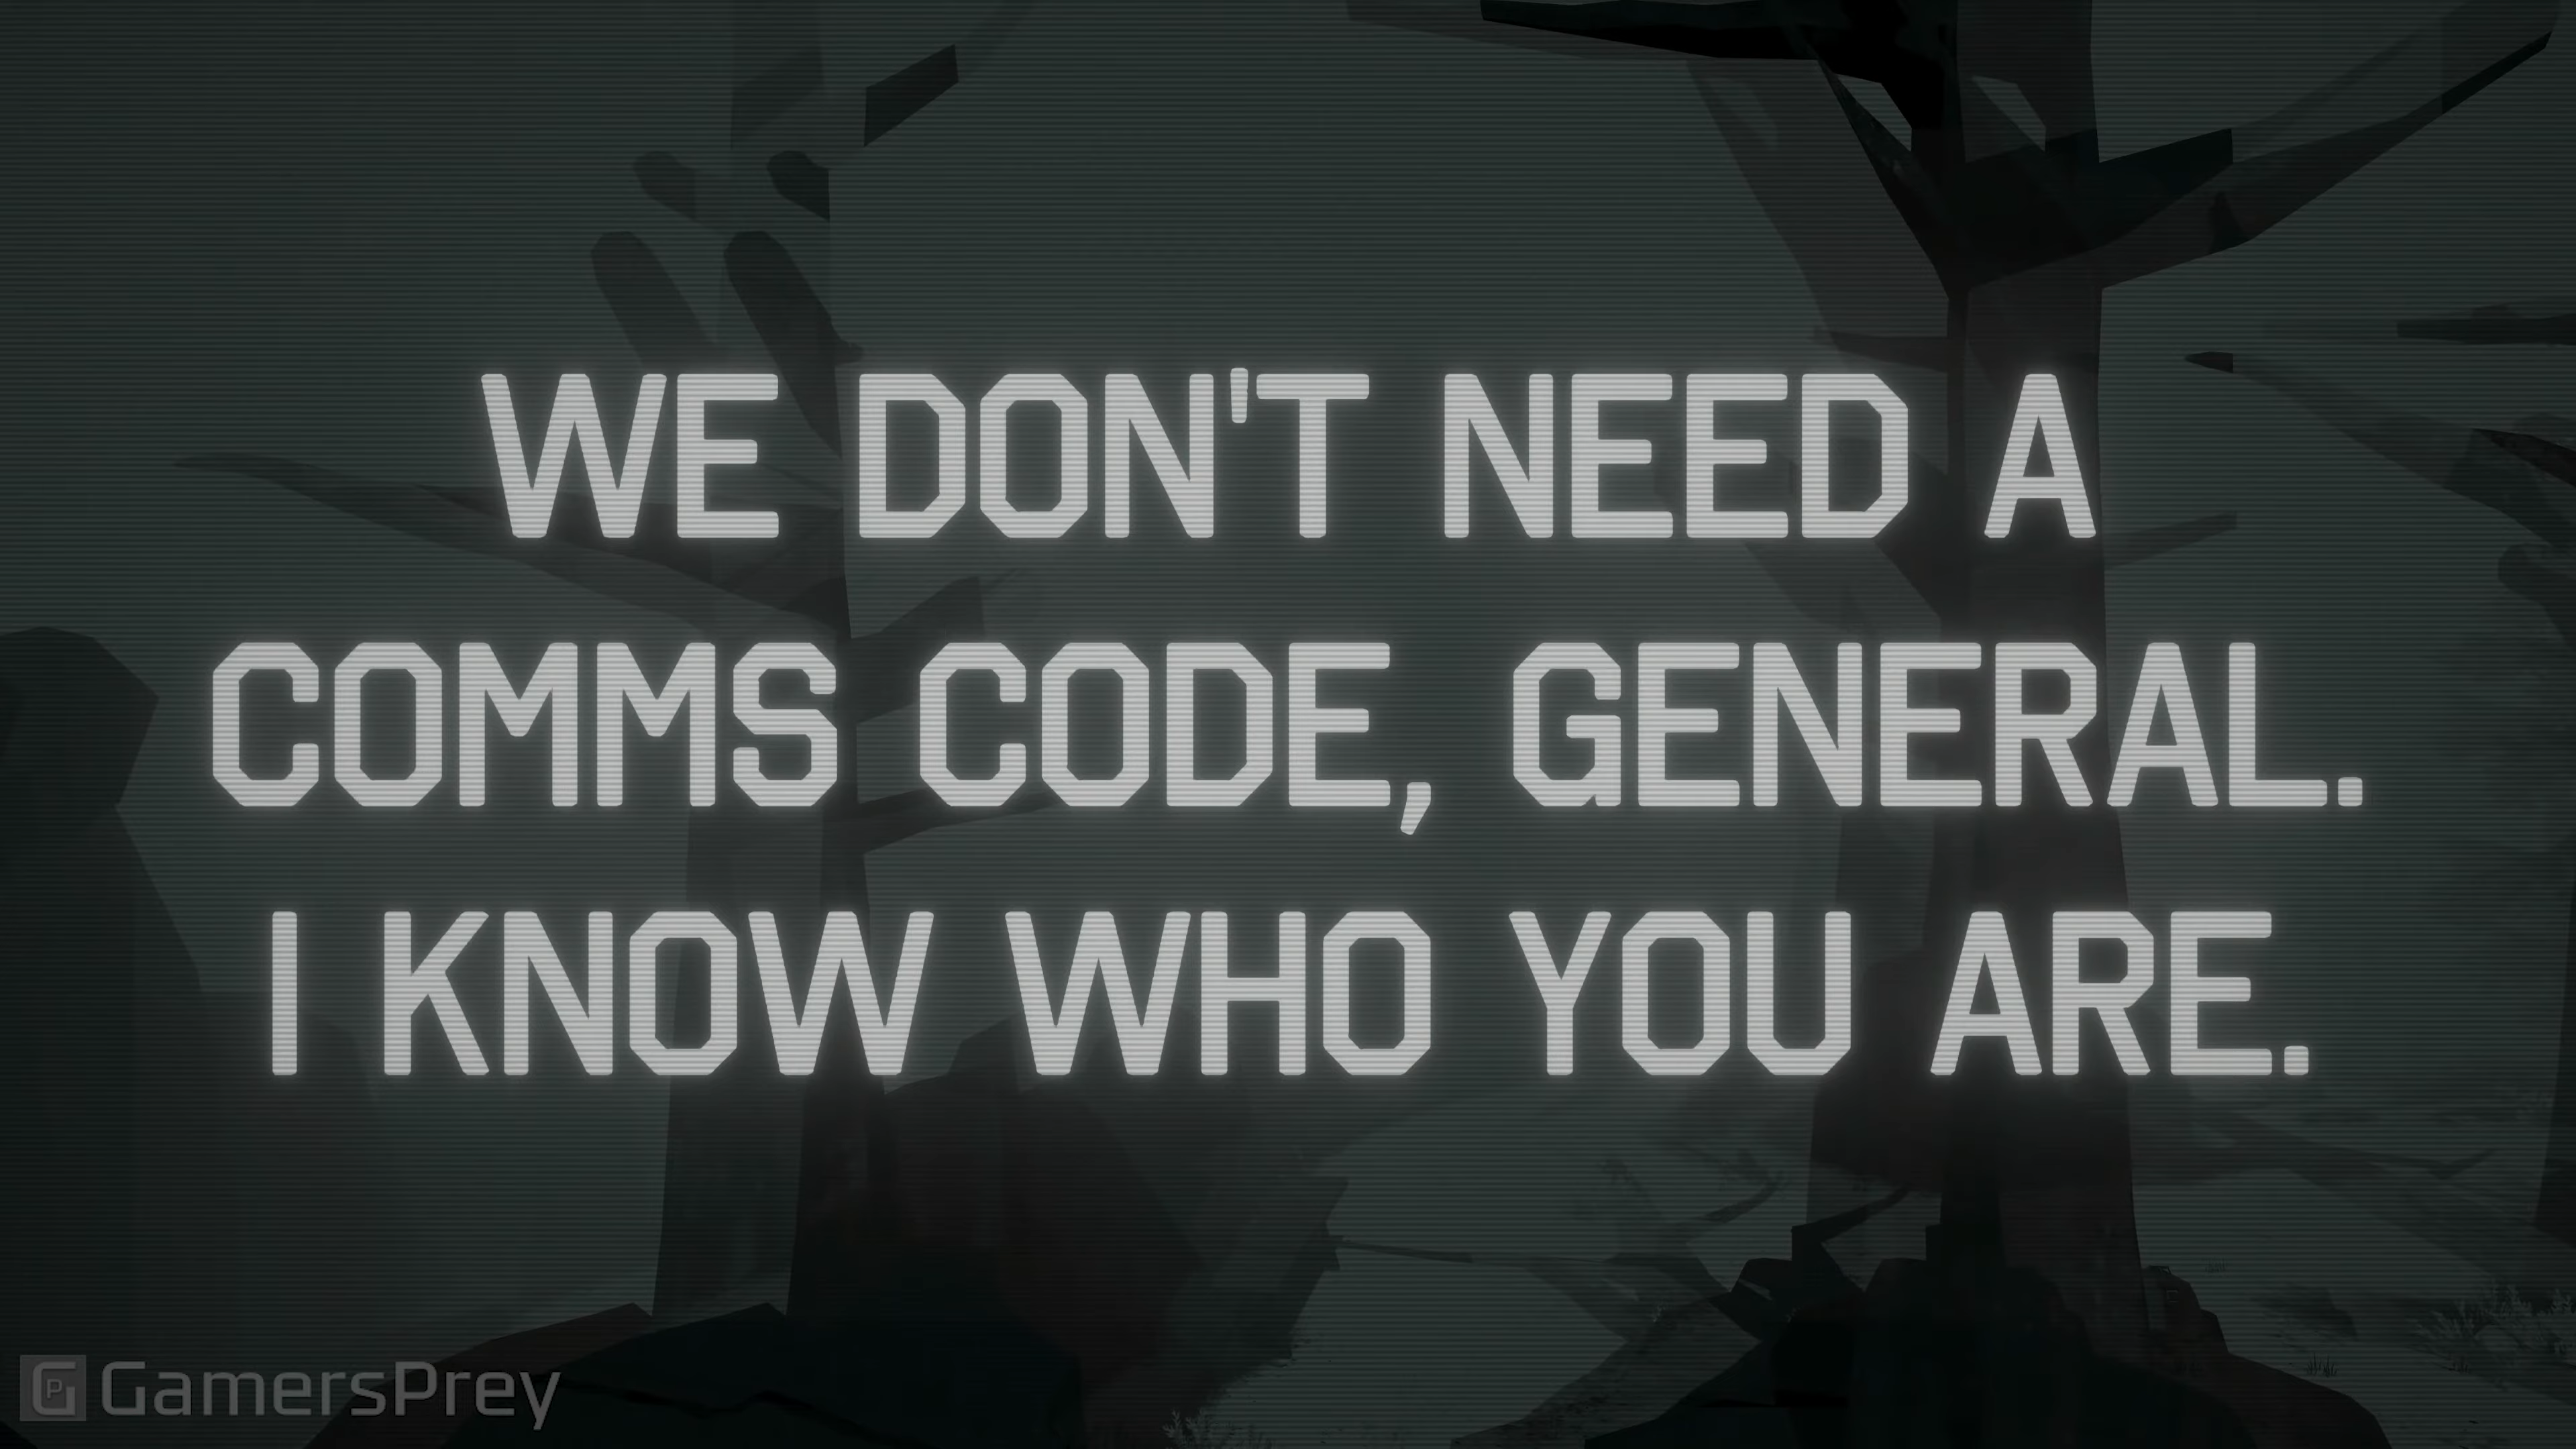 WE DON'T NEED A
COMMS CODE, GENERAL.
I KNOW WHO YOU ARE.
GamersPrey